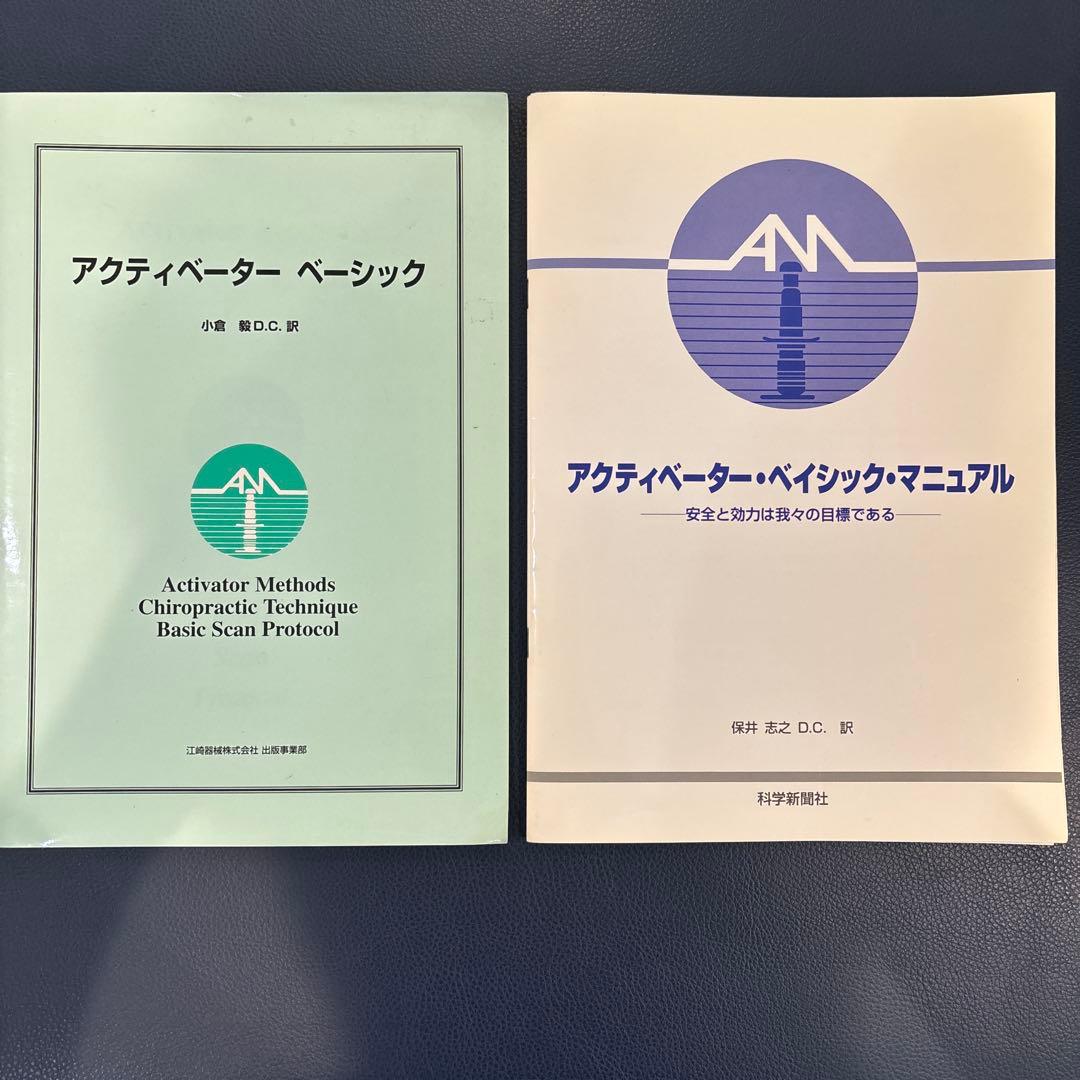 アクティベーター ベーシック
小倉 毅 D.C. 訳
AM
Activator Methods
Chiropractic Technique
Basic Scan Protocol
江崎器械株式会社 出版事業部
AM
アクティベーター・ベイシック・マニュアル
安全と効力は我々の目標である
保井 志之 D.C. 訳
科学新聞社